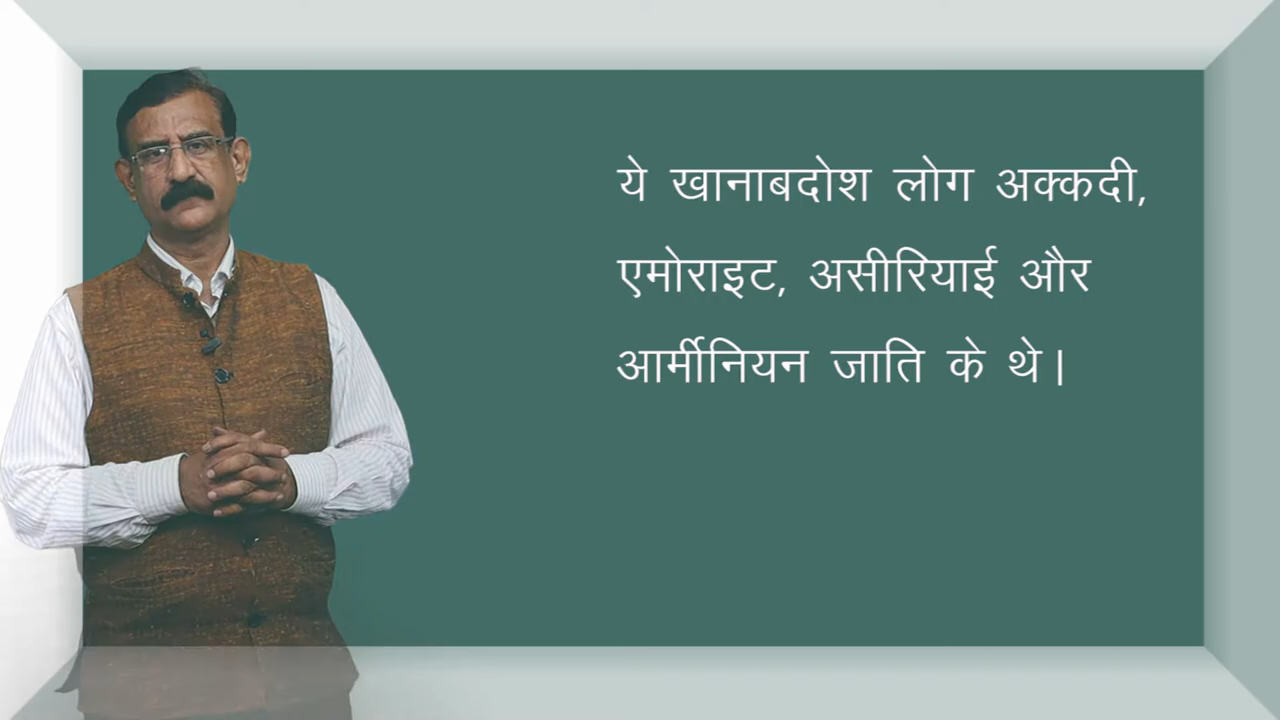 ये खानाबदोश लोग अक्कदी,
एमोराइट, असीरियाई और
आर्मीनियन जाति के थे।